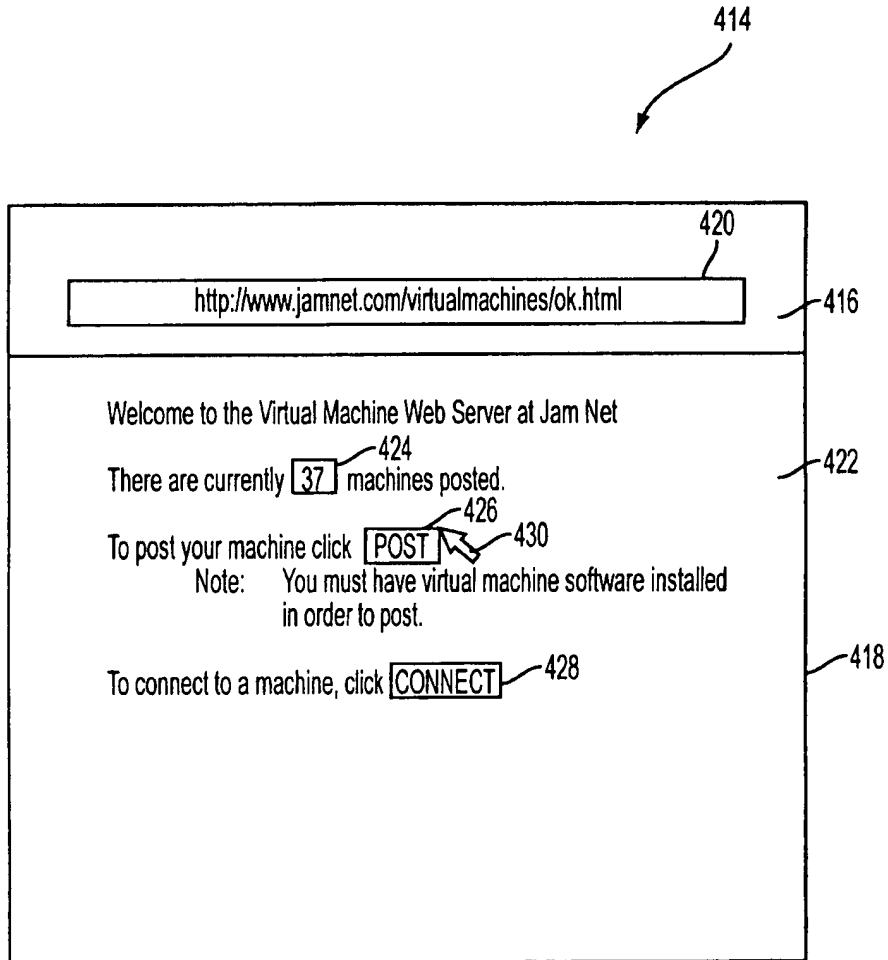 414
420
http://www.jamnet.com/virtualmachines/ok.html
416
Welcome to the Virtual Machine Web Server at Jam Net
424
There are currently 37 machines posted.
422
426
To post your machine click POST
430
Note: You must have virtual machine software installed
in order to post.
418
To connect to a machine, click CONNECT
428